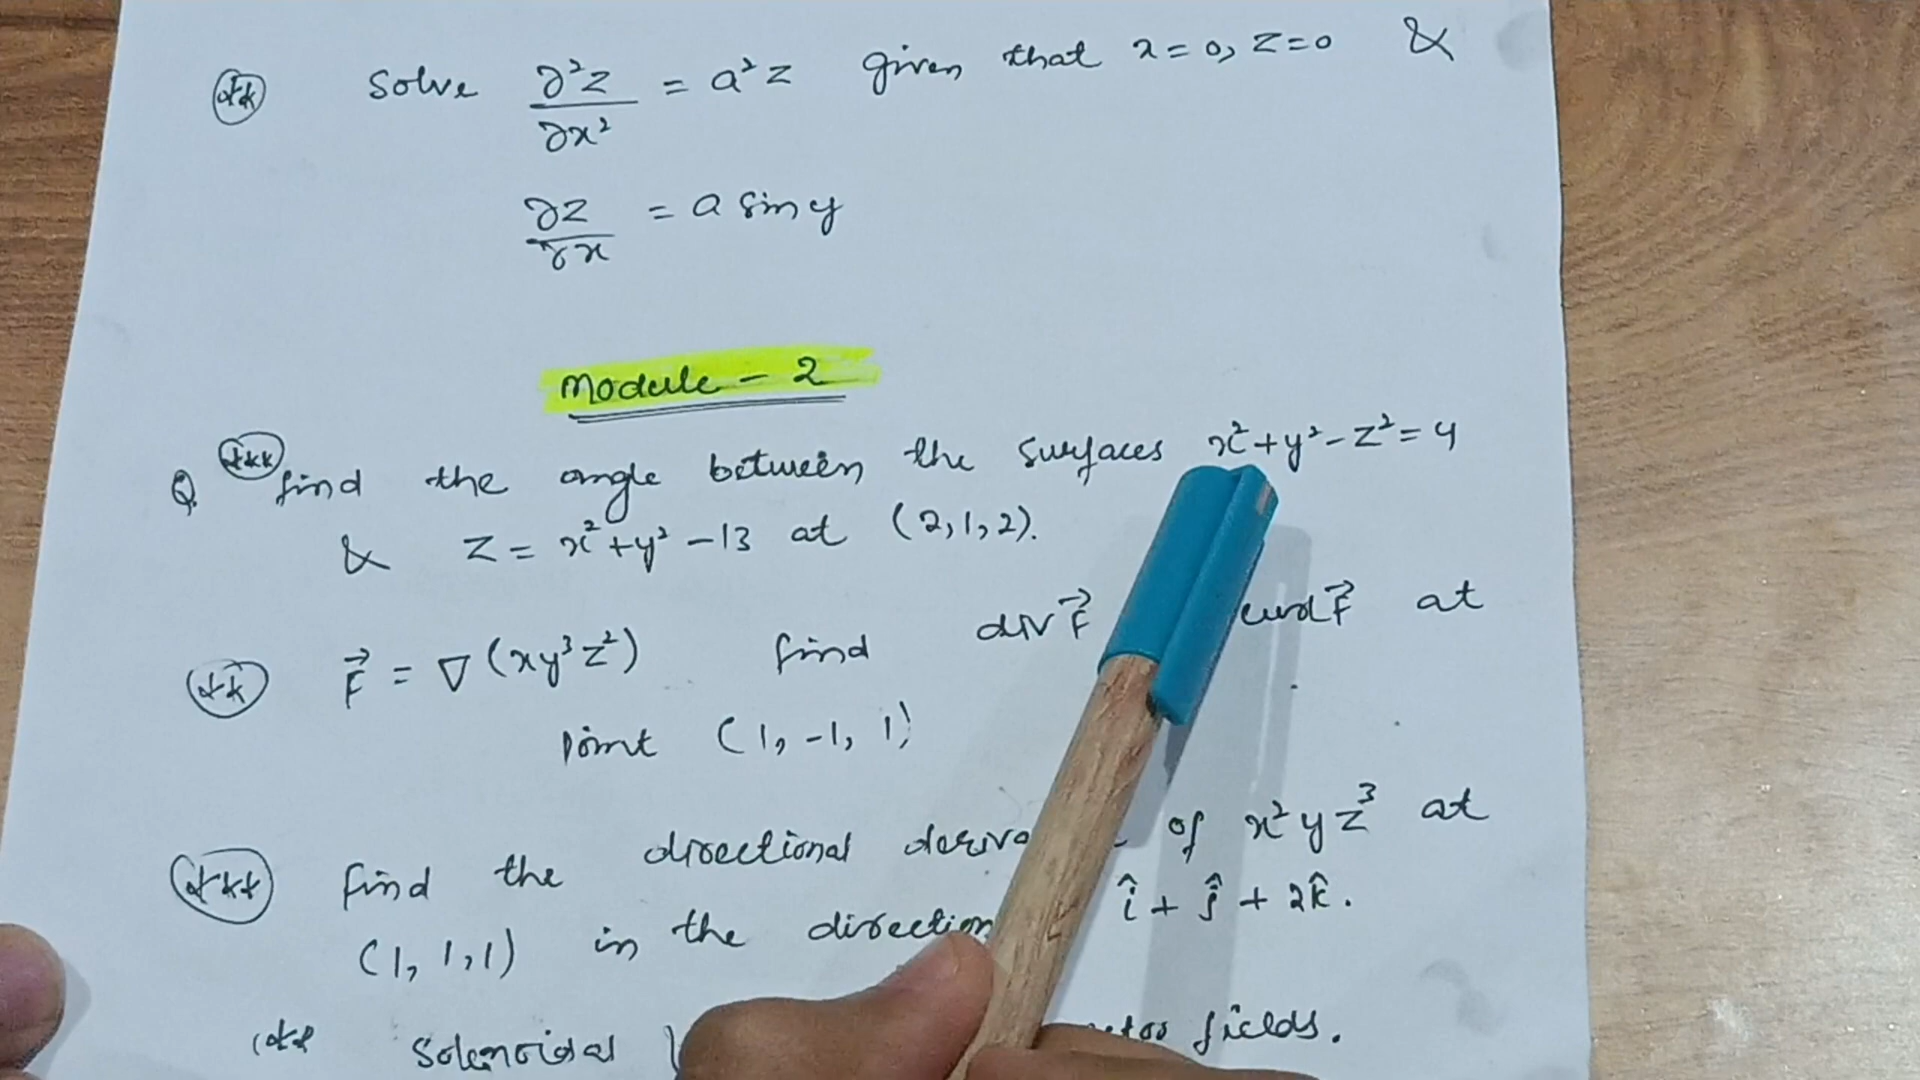 ** Solve ∂²z/∂x² = a²z given that x=0, z=0 &
∂z/∂x = a sin y
Module - 2
Q. *** find the angle between the surfaces x²+y²-z²=4
& z = x²+y²-13 at (2,1,2).
** F⃗ = ∇(xy³z²) find div F⃗ curl F⃗ at
point (1,-1,1)
*** find the directional of x²yz³ at
(1,1,1) in the direction î + ĵ + 2k̂.
** Solenoidal fields.